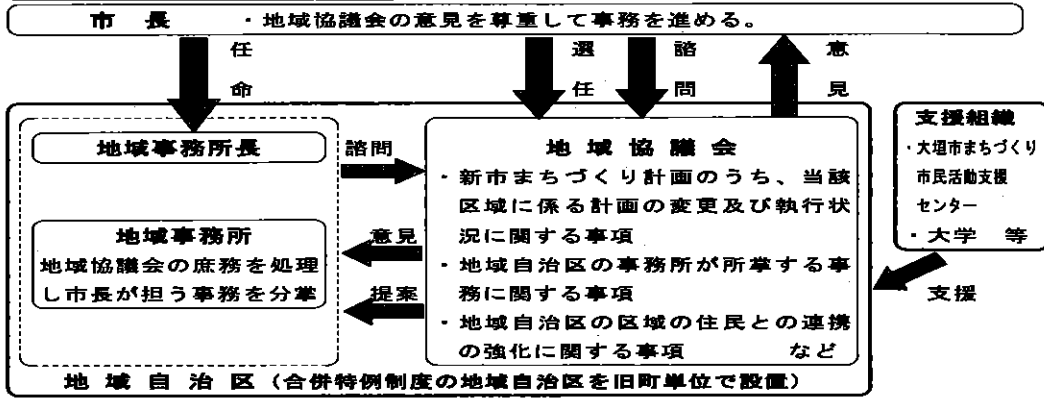 市　長　・地域協議会の意見を尊重して事務を進める。
任命
選任
諮問
意見
地域事務所長
諮問
地域事務所
地域協議会の庶務を処理
し市長が担う事務を分掌
意見
提案
地域協議会
・新市まちづくり計画のうち、当該
区域に係る計画の変更及び執行状
況に関する事項
・地域自治区の事務所が所掌する事
務に関する事項
・地域自治区の区域の住民との連携
の強化に関する事項　など
支援組織
・大垣市まちづくり
市民活動支援
センター
・大学　等
支援
地域自治区（合併特例制度の地域自治区を旧町単位で設置）